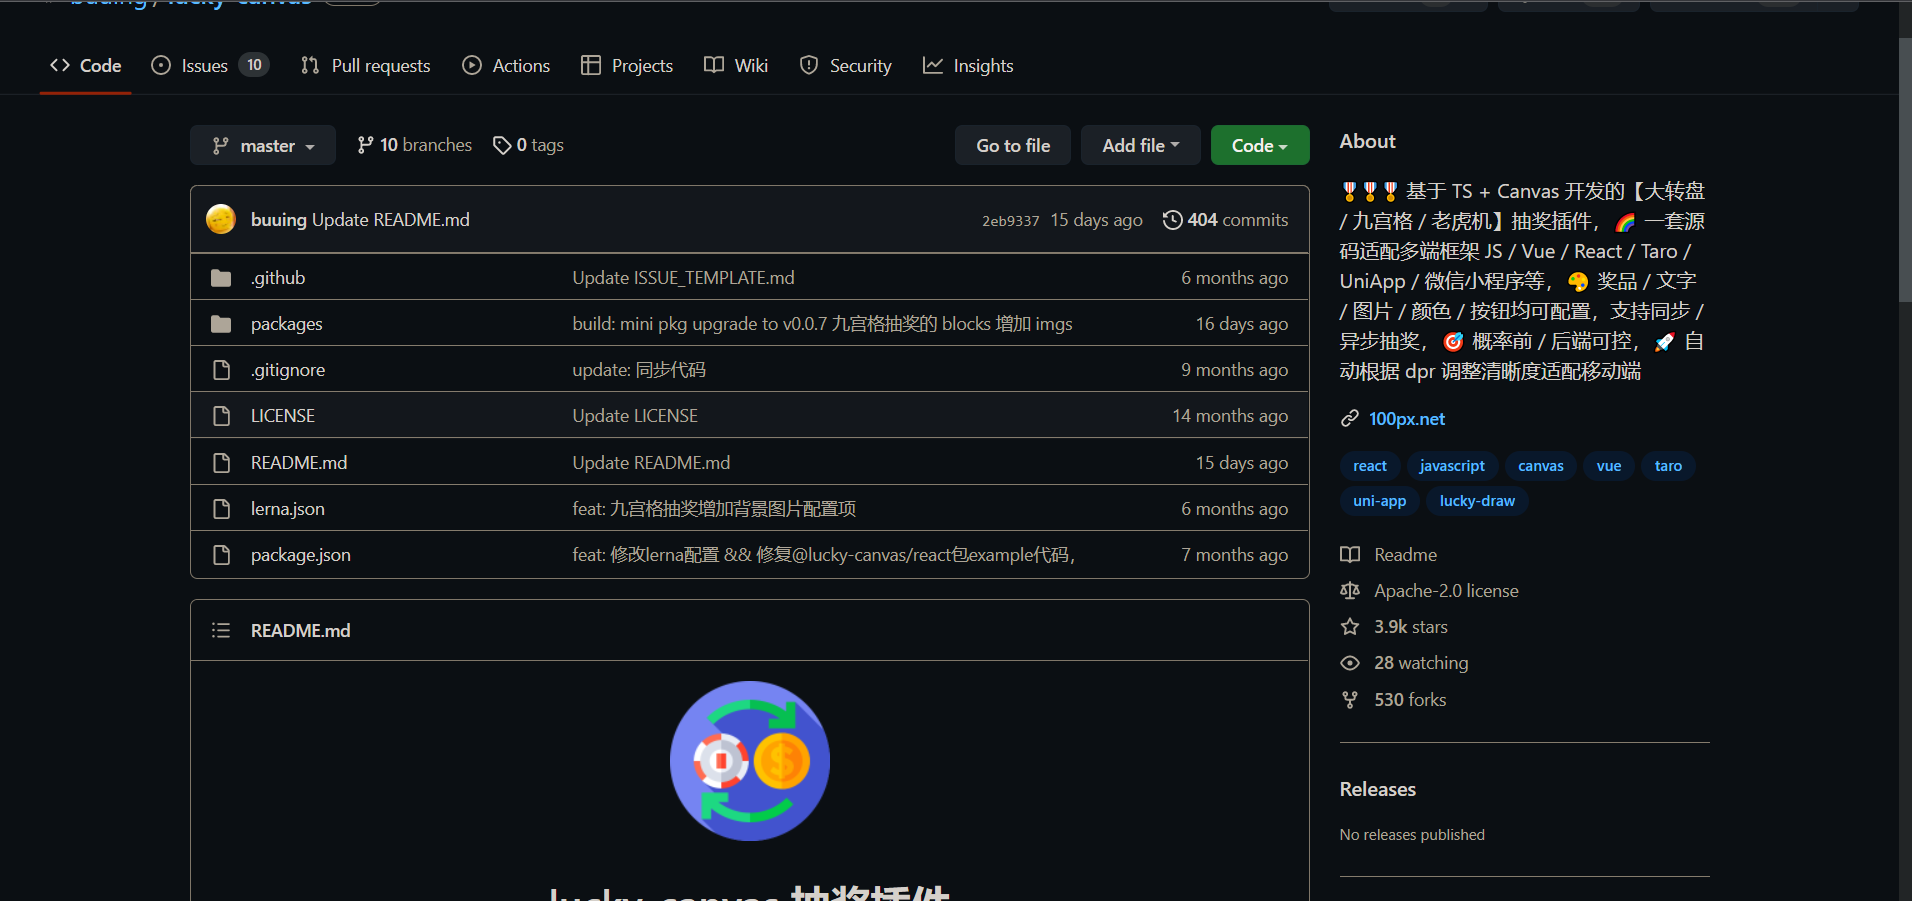 buuing / lucky-canvas
Code Issues 10 Pull requests Actions Projects Wiki Security Insights
master 10 branches 0 tags Go to file Add file Code
buuing Update README.md 2eb9337 15 days ago 404 commits
.github Update ISSUE_TEMPLATE.md 6 months ago
packages build: mini pkg upgrade to v0.0.7 九宫格抽奖的 blocks 增加 imgs 16 days ago
.gitignore update: 同步代码 9 months ago
LICENSE Update LICENSE 14 months ago
README.md Update README.md 15 days ago
lerna.json feat: 九宫格抽奖增加背景图片配置项 6 months ago
package.json feat: 修改lerna配置 && 修复@lucky-canvas/react包example代码， 7 months ago
README.md
lucky-canvas 抽奖插件
About
🎖🎖🎖 基于 TS + Canvas 开发的【大转盘
/ 九宫格 / 老虎机】抽奖插件，🌈 一套源
码适配多端框架 JS / Vue / React / Taro /
UniApp / 微信小程序等，🎨 奖品 / 文字
/ 图片 / 颜色 / 按钮均可配置，支持同步 /
异步抽奖，🎯 概率前 / 后端可控，🚀 自
动根据 dpr 调整清晰度适配移动端
100px.net
react javascript canvas vue taro
uni-app lucky-draw
Readme
Apache-2.0 license
3.9k stars
28 watching
530 forks
Releases
No releases published